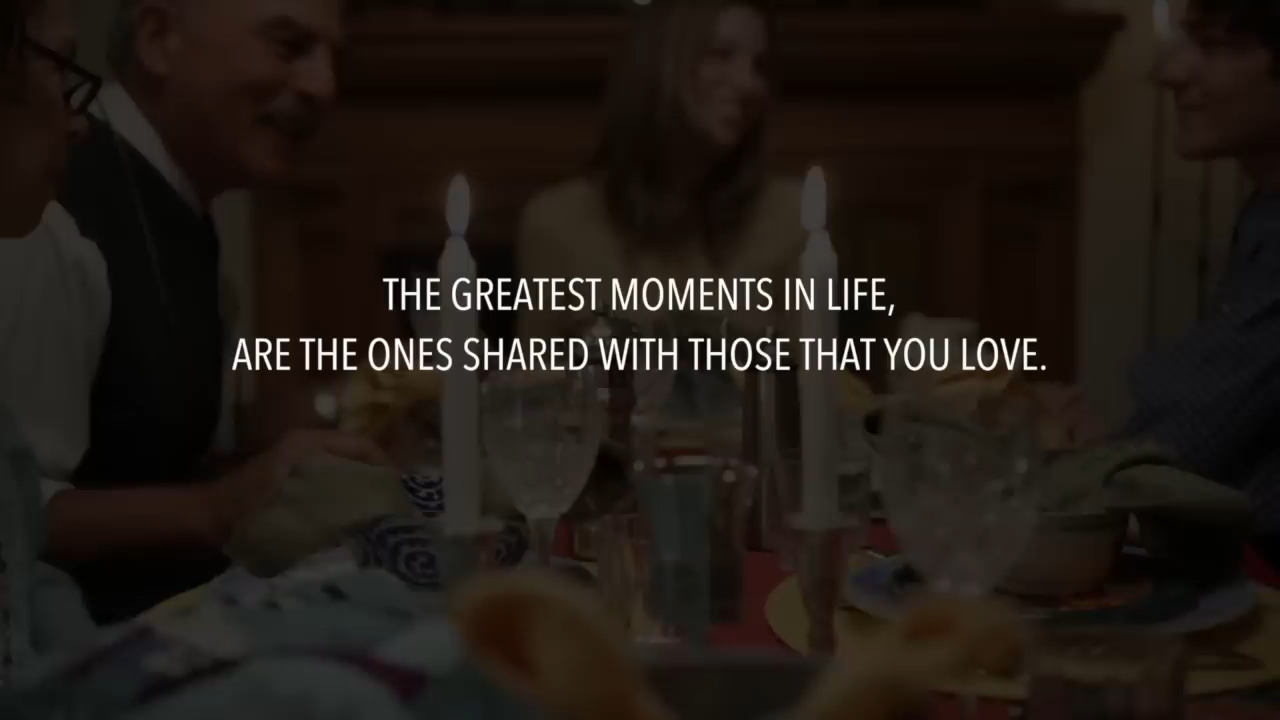 THE GREATEST MOMENTS IN LIFE,
ARE THE ONES SHARED WITH THOSE THAT YOU LOVE.